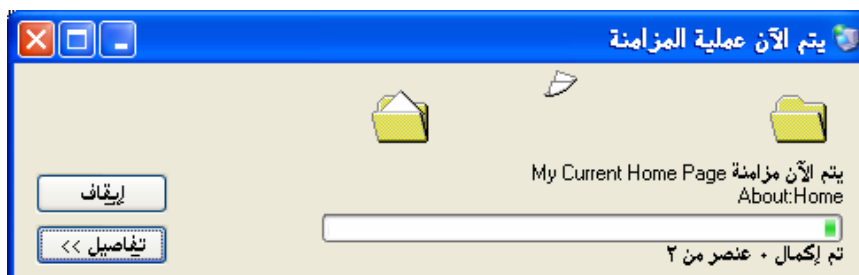 يتم الآن عملية المزامنة
يتم الآن مزامنة My Current Home Page
About:Home
تم إكمال ٠ عنصر من ٢
إيقاف
تفاصيل >>